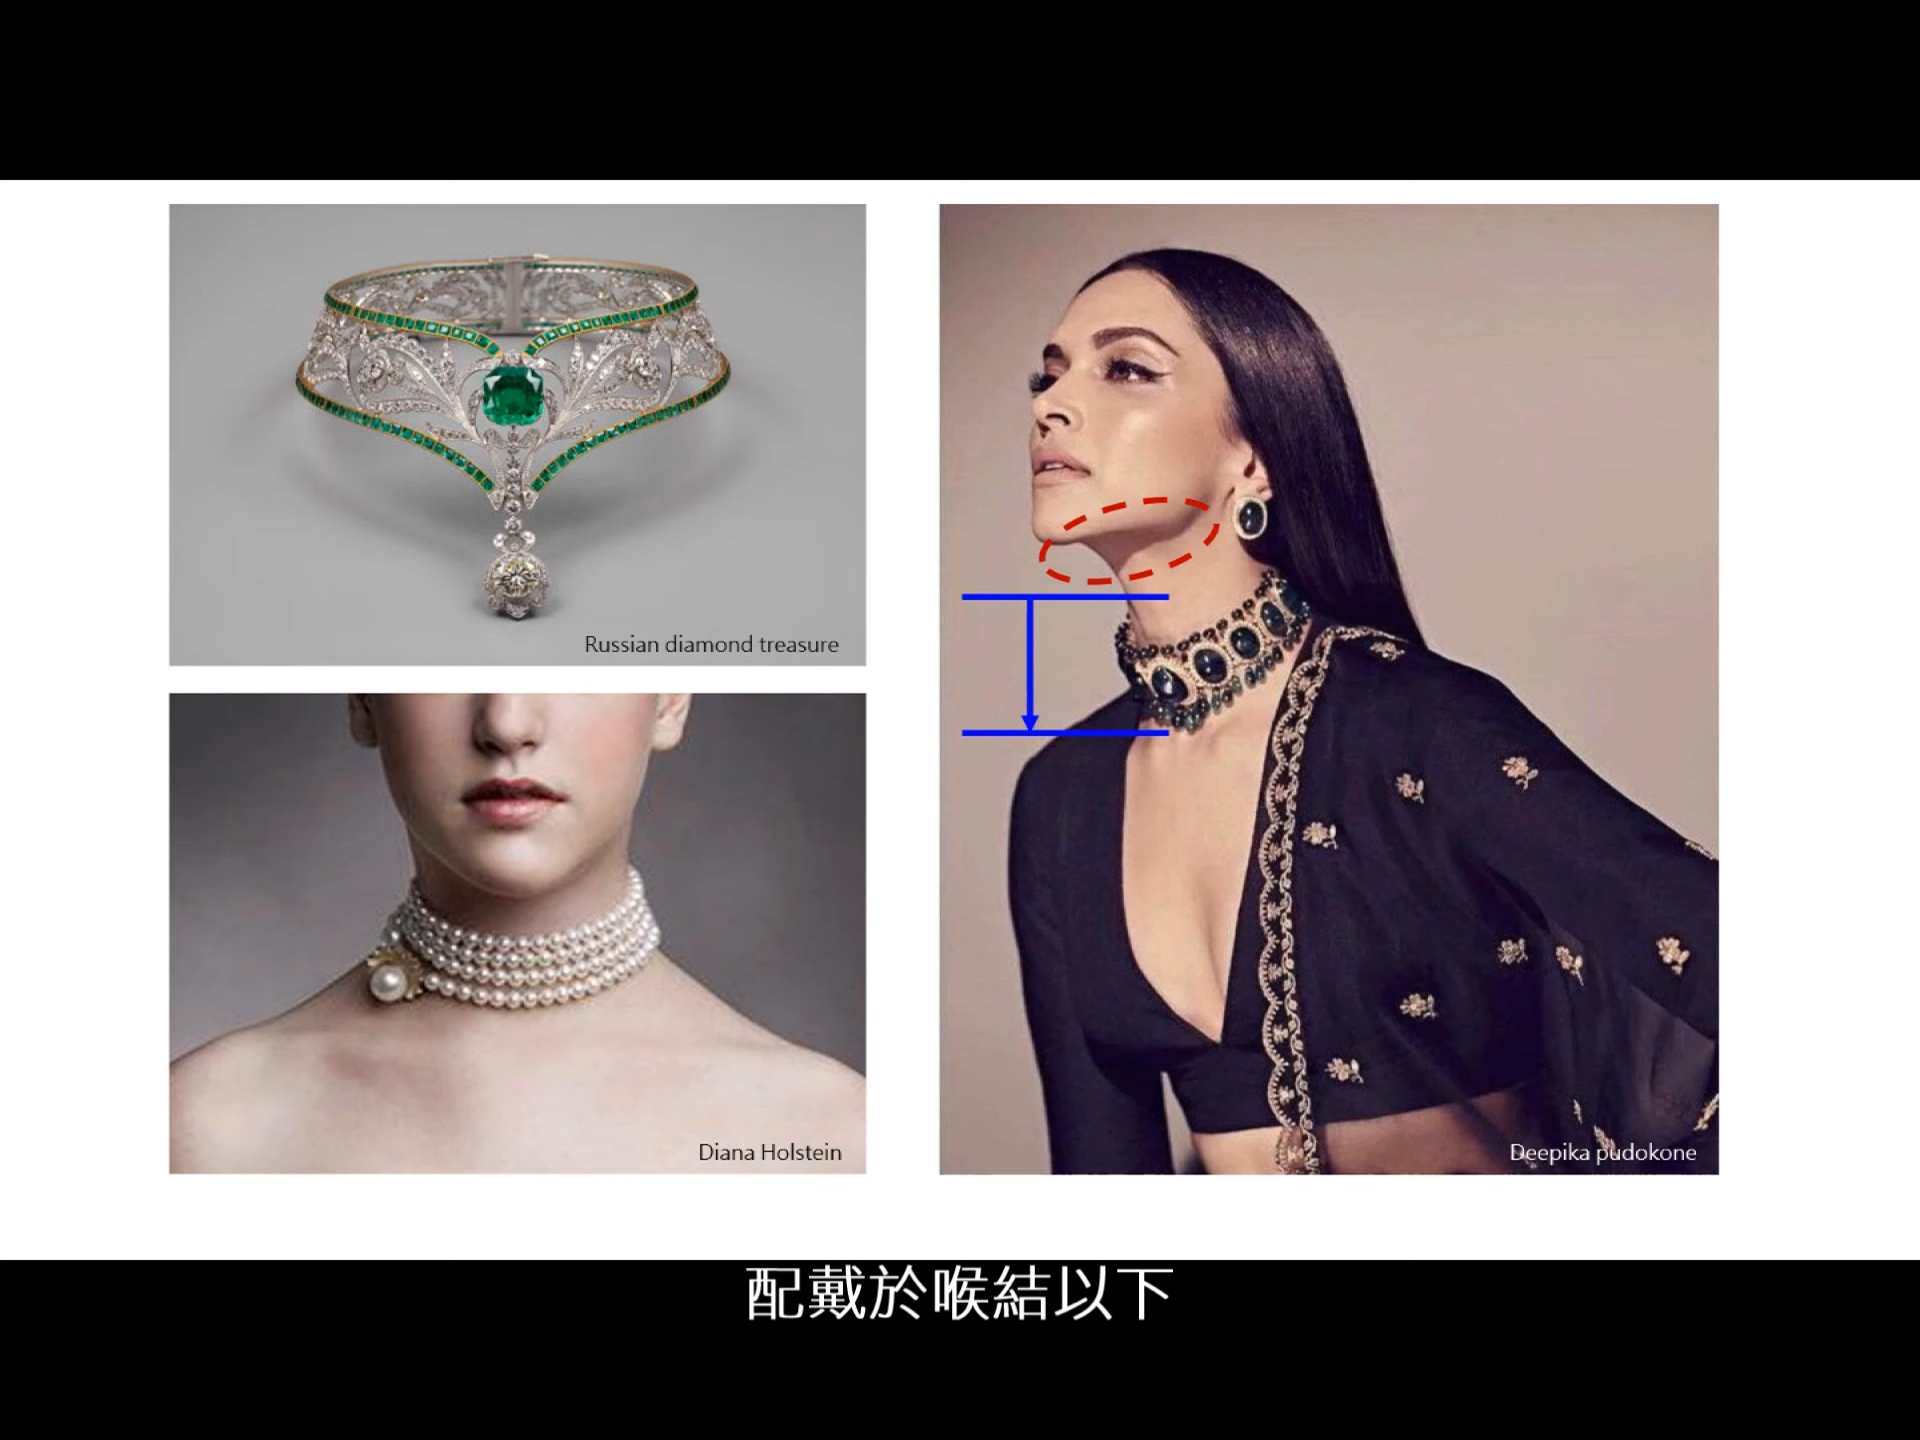 Russian diamond treasure
Diana Holstein
Deepika pudokone
配戴於喉結以下